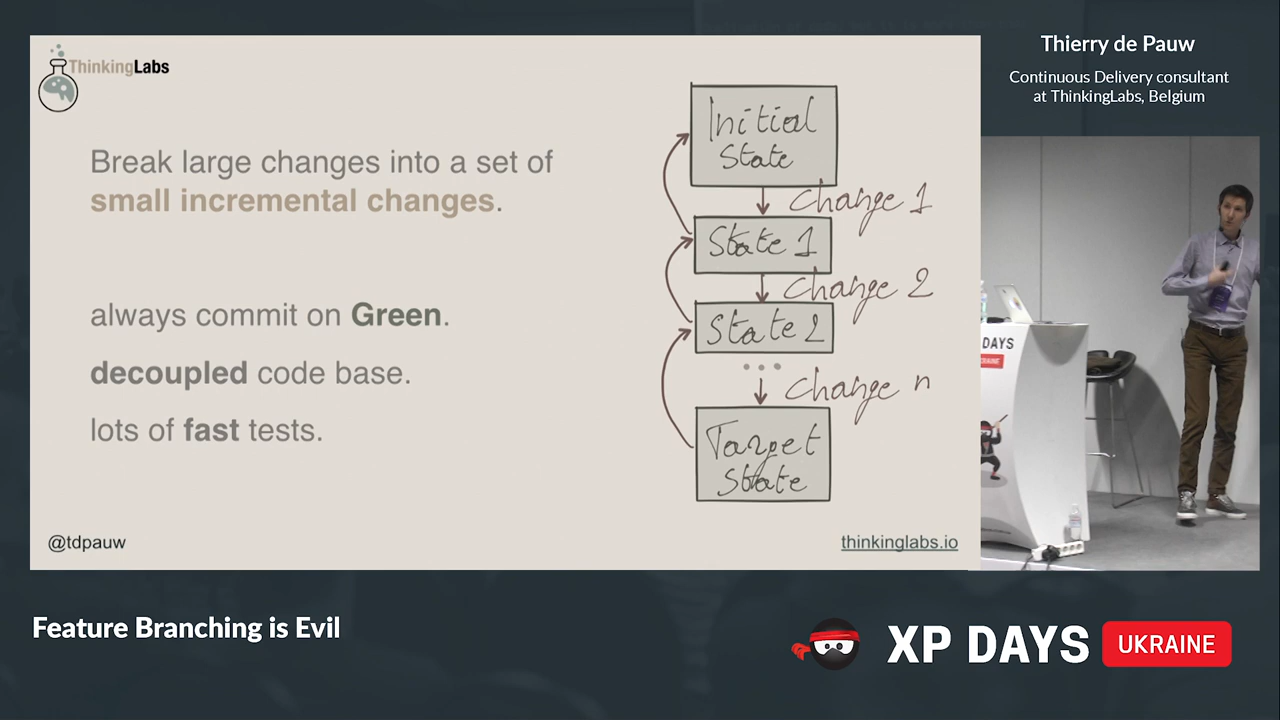 ThinkingLabs
Break large changes into a set of
small incremental changes.
always commit on Green.
decoupled code base.
lots of fast tests.
Initial
State
Change 1
State 1
Change 2
State 2
...
Change n
Target
State
@tdpauw
thinkinglabs.io
Thierry de Pauw
Continuous Delivery consultant
at ThinkingLabs, Belgium
DAYS
Feature Branching is Evil
XP DAYS UKRAINE